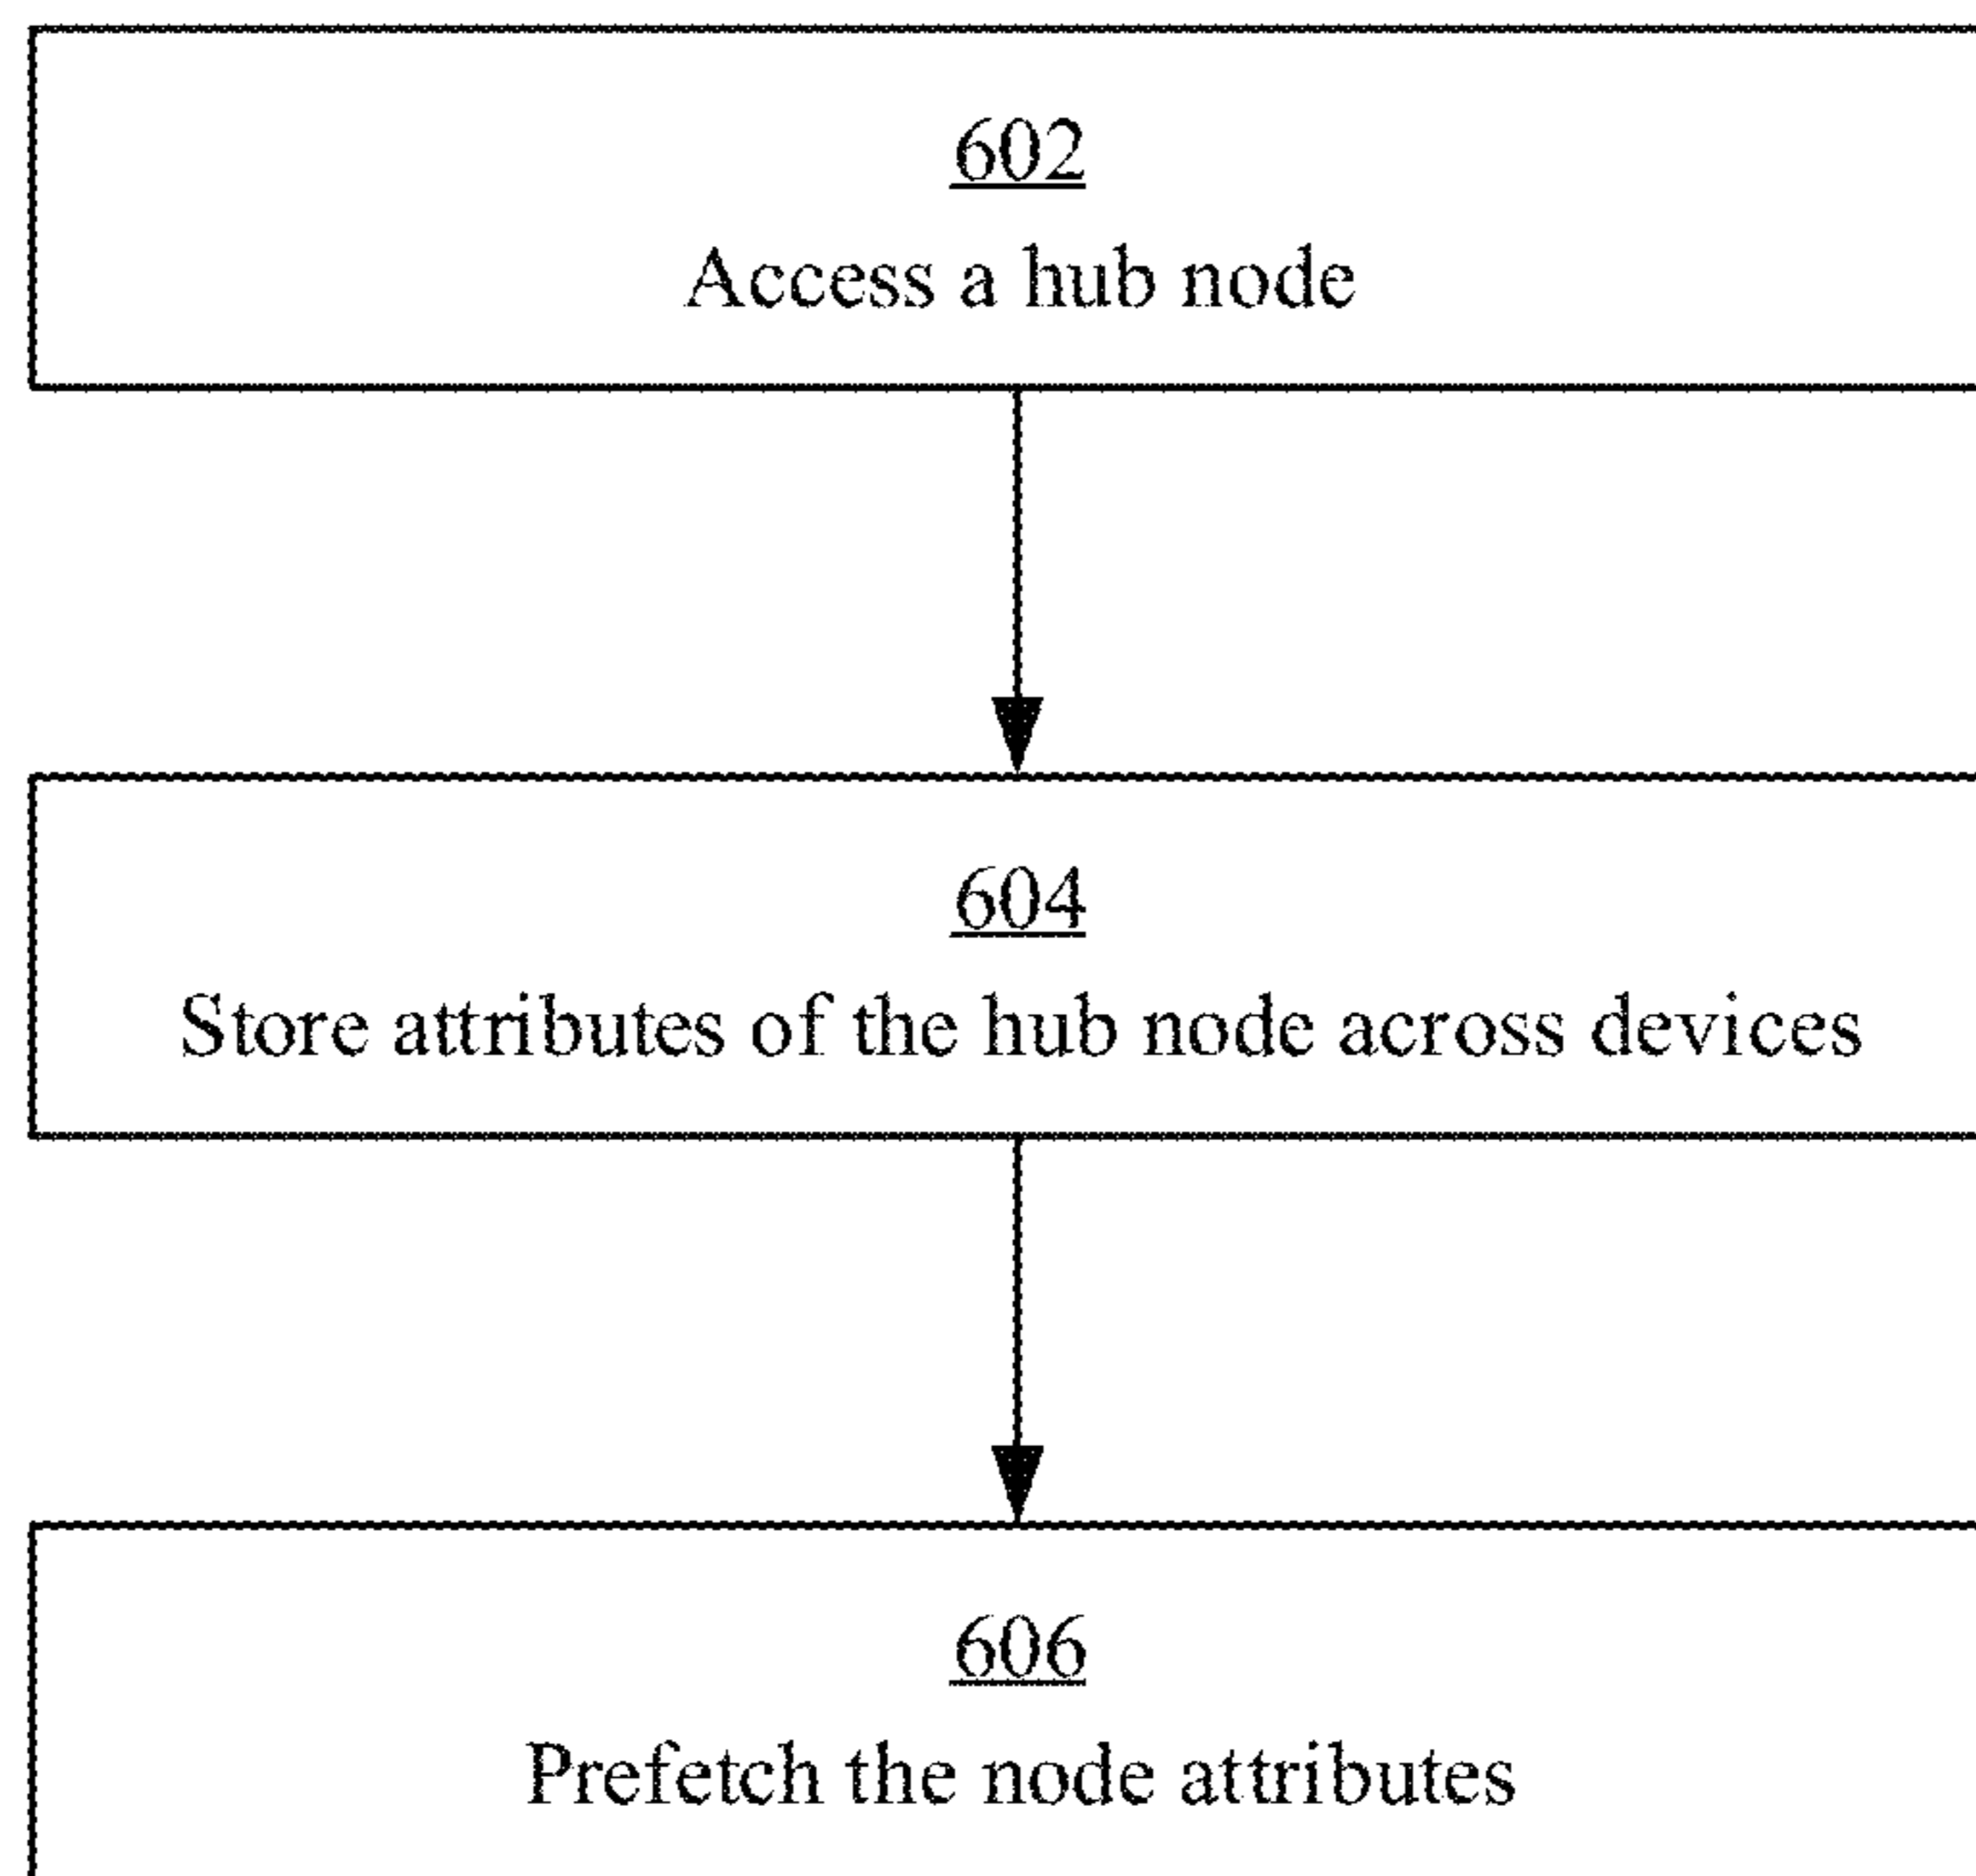 602
Access a hub node
604
Store attributes of the hub node across devices
606
Prefetch the node attributes